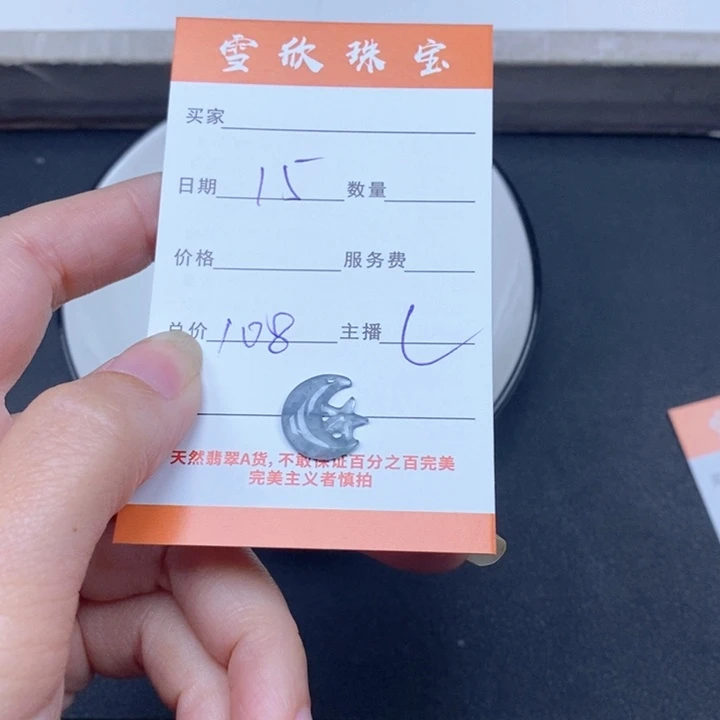 雪欣珠宝
买家
日期 15 数量
价格 服务费
总价 108 主播 L
天然翡翠A货,不敢保证百分之百完美
完美主义者慎拍